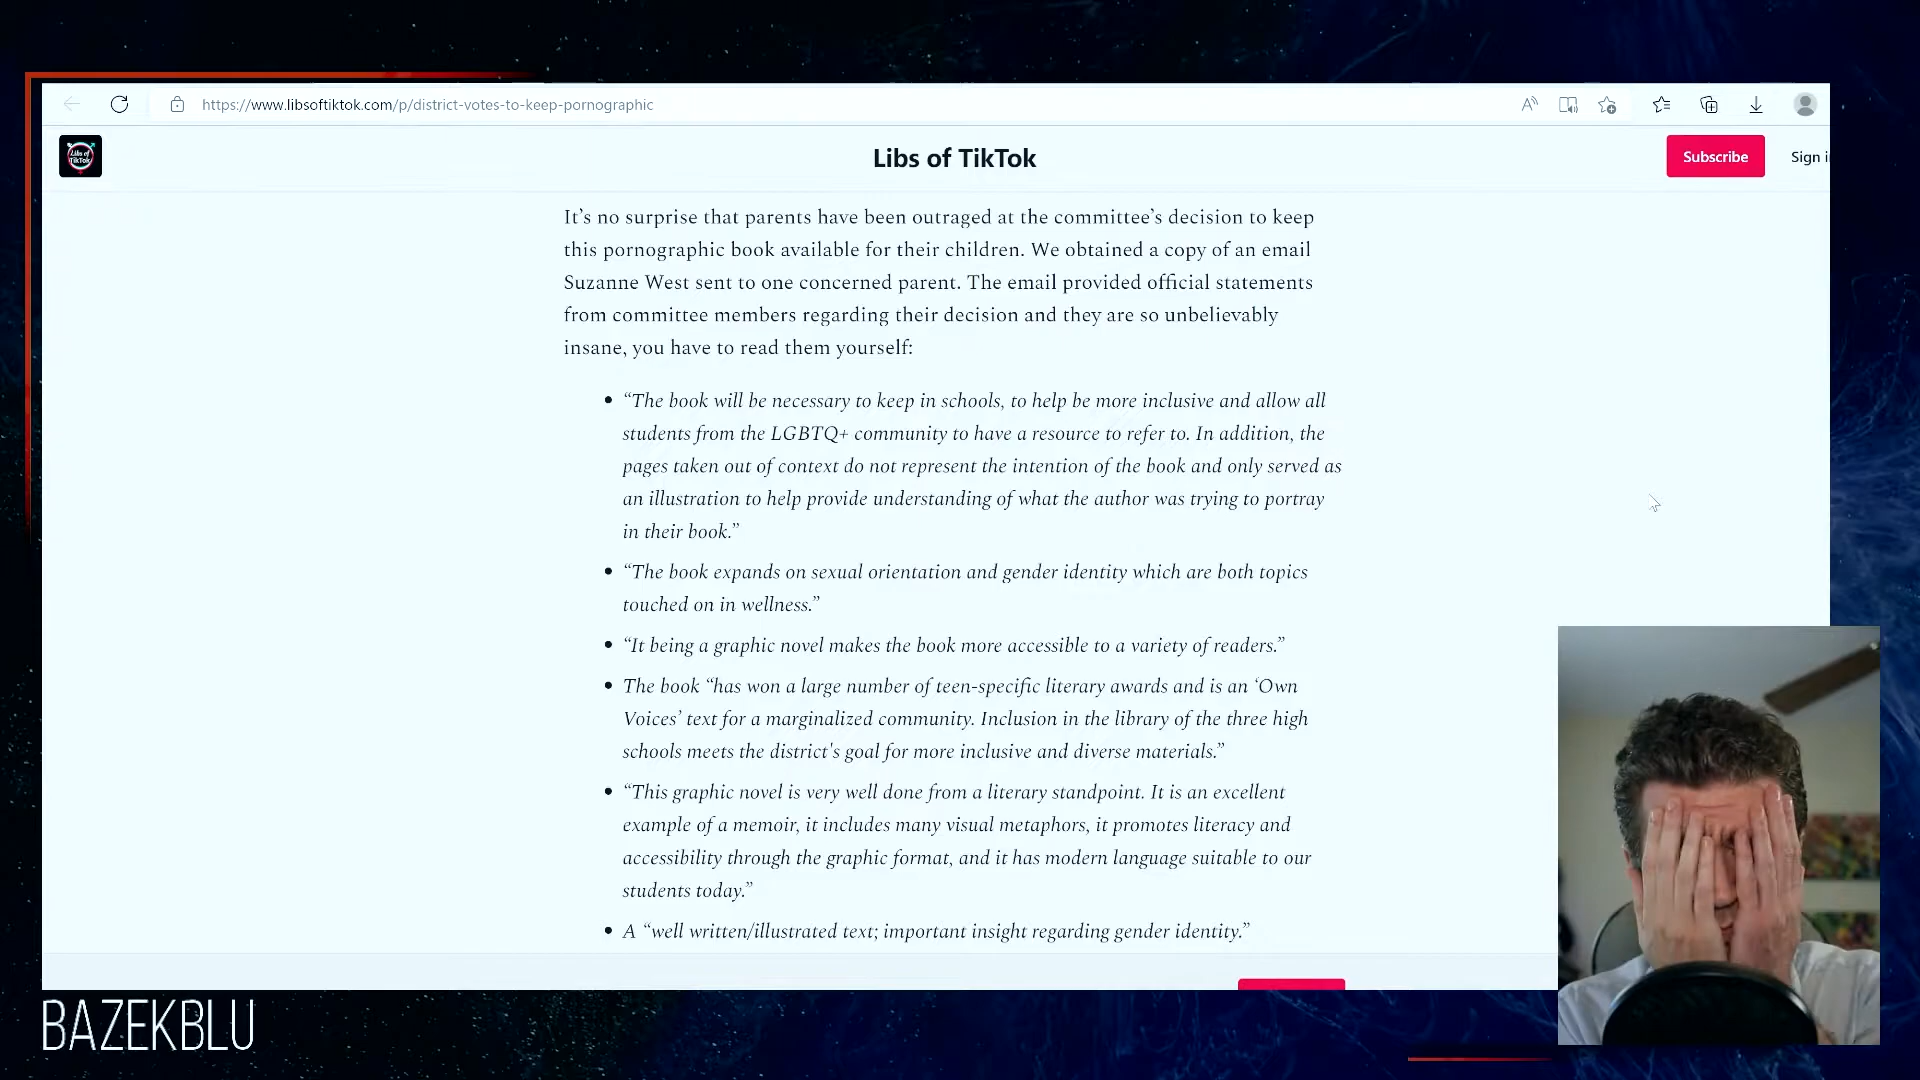 https://www.libsoftiktok.com/p/district-votes-to-keep-pornographic
Libs of TikTok
Libs of TikTok
Subscribe
Sign i
It’s no surprise that parents have been outraged at the committee’s decision to keep
this pornographic book available for their children. We obtained a copy of an email
Suzanne West sent to one concerned parent. The email provided official statements
from committee members regarding their decision and they are so unbelievably
insane, you have to read them yourself:
• “The book will be necessary to keep in schools, to help be more inclusive and allow all
students from the LGBTQ+ community to have a resource to refer to. In addition, the
pages taken out of context do not represent the intention of the book and only served as
an illustration to help provide understanding of what the author was trying to portray
in their book.”
• “The book expands on sexual orientation and gender identity which are both topics
touched on in wellness.”
• “It being a graphic novel makes the book more accessible to a variety of readers.”
• The book “has won a large number of teen-specific literary awards and is an ‘Own
Voices’ text for a marginalized community. Inclusion in the library of the three high
schools meets the district's goal for more inclusive and diverse materials.”
• “This graphic novel is very well done from a literary standpoint. It is an excellent
example of a memoir, it includes many visual metaphors, it promotes literacy and
accessibility through the graphic format, and it has modern language suitable to our
students today.”
• A “well written/illustrated text; important insight regarding gender identity.”
BAZEKBLU